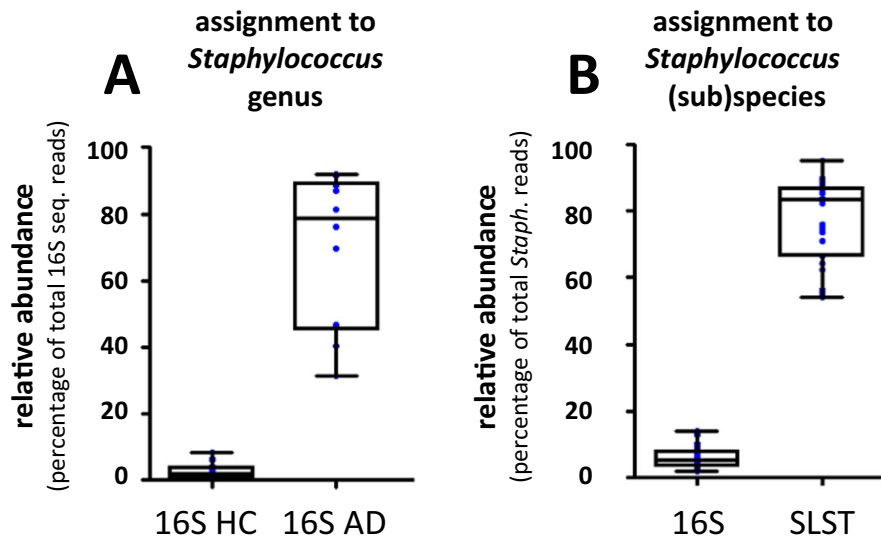 A
assignment to
Staphylococcus
genus
relative abundance
(percentage of total 16S seq. reads)
100
80
60
40
20
0
16S HC 16S AD
B
assignment to
Staphylococcus
(sub)species
relative abundance
(percentage of total Staph. reads)
100
80
60
40
20
0
16S SLST